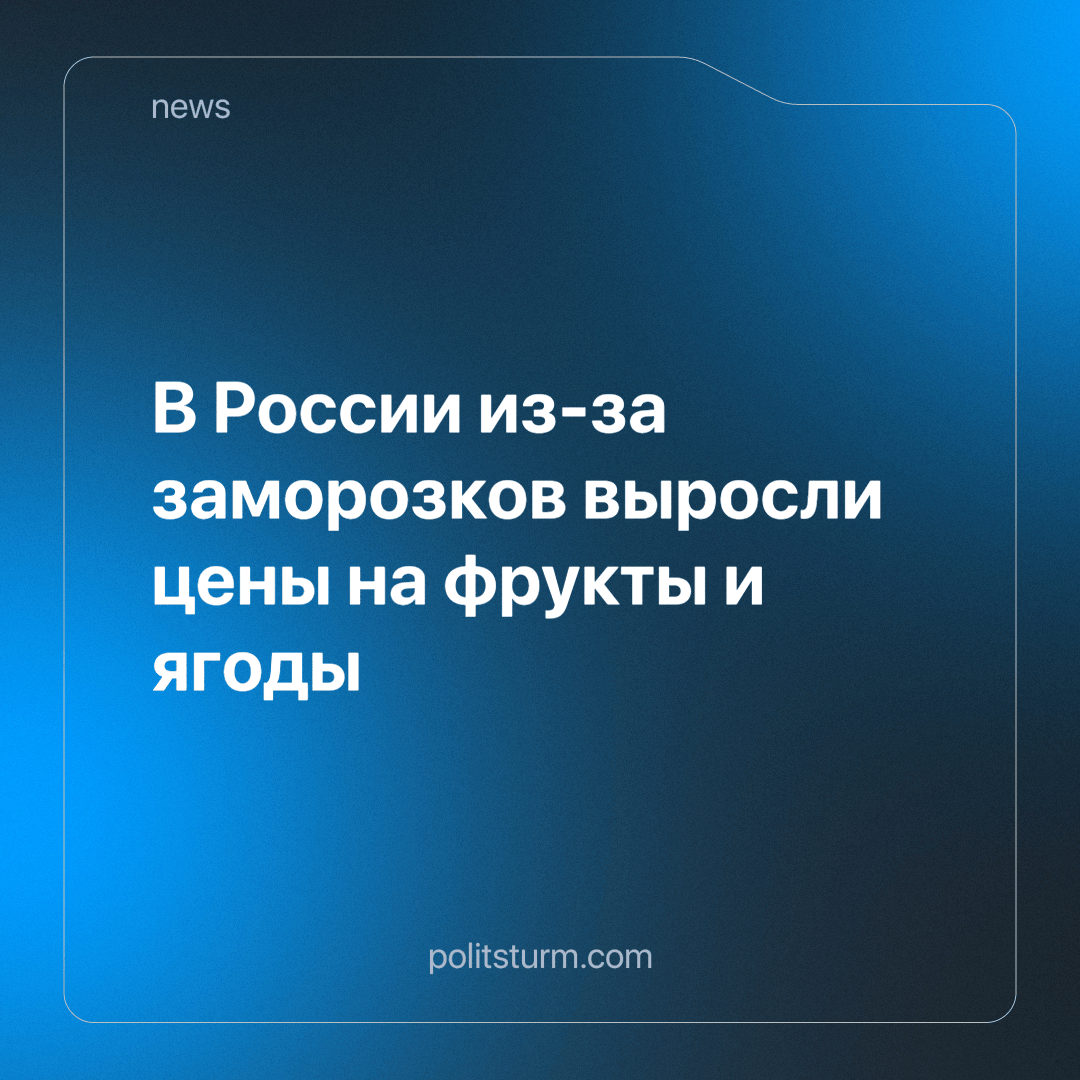 news
В России из-за
заморозков выросли
цены на фрукты и
ягоды
politsturm.com